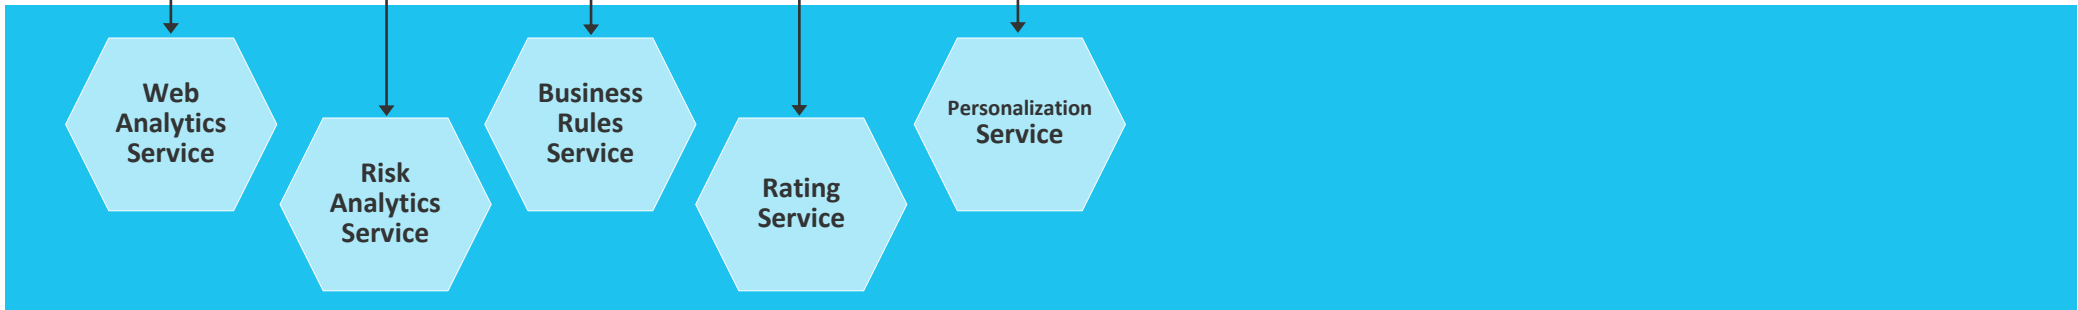 Web
Analytics
Service
Risk
Analytics
Service
Business
Rules
Service
Rating
Service
Personalization
Service